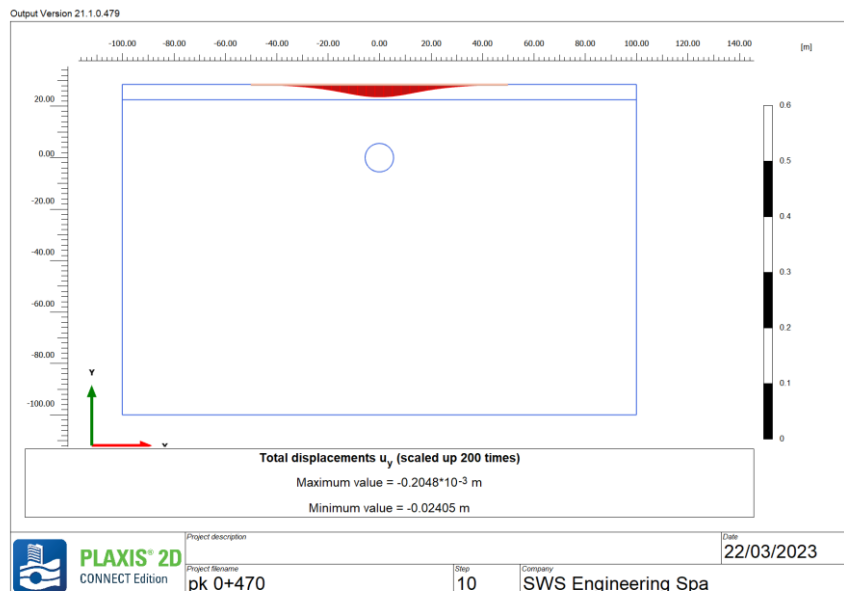 Output Version 21.1.0.479
-100.00 -80.00 -60.00 -40.00 -20.00 0.00 20.00 40.00 60.00 80.00 100.00 120.00 140.00
[m]
20.00
0.00
-20.00
-40.00
-60.00
-80.00
-100.00
0.6
0.5
0.4
0.3
0.2
0.1
0
Y
Total displacements uy (scaled up 200 times)
Maximum value = -0.2048*10-3 m
Minimum value = -0.02405 m
PLAXIS® 2D
CONNECT Edition
Project description
Date
22/03/2023
Project filename
pk 0+470
Step
10
Company
SWS Engineering Spa